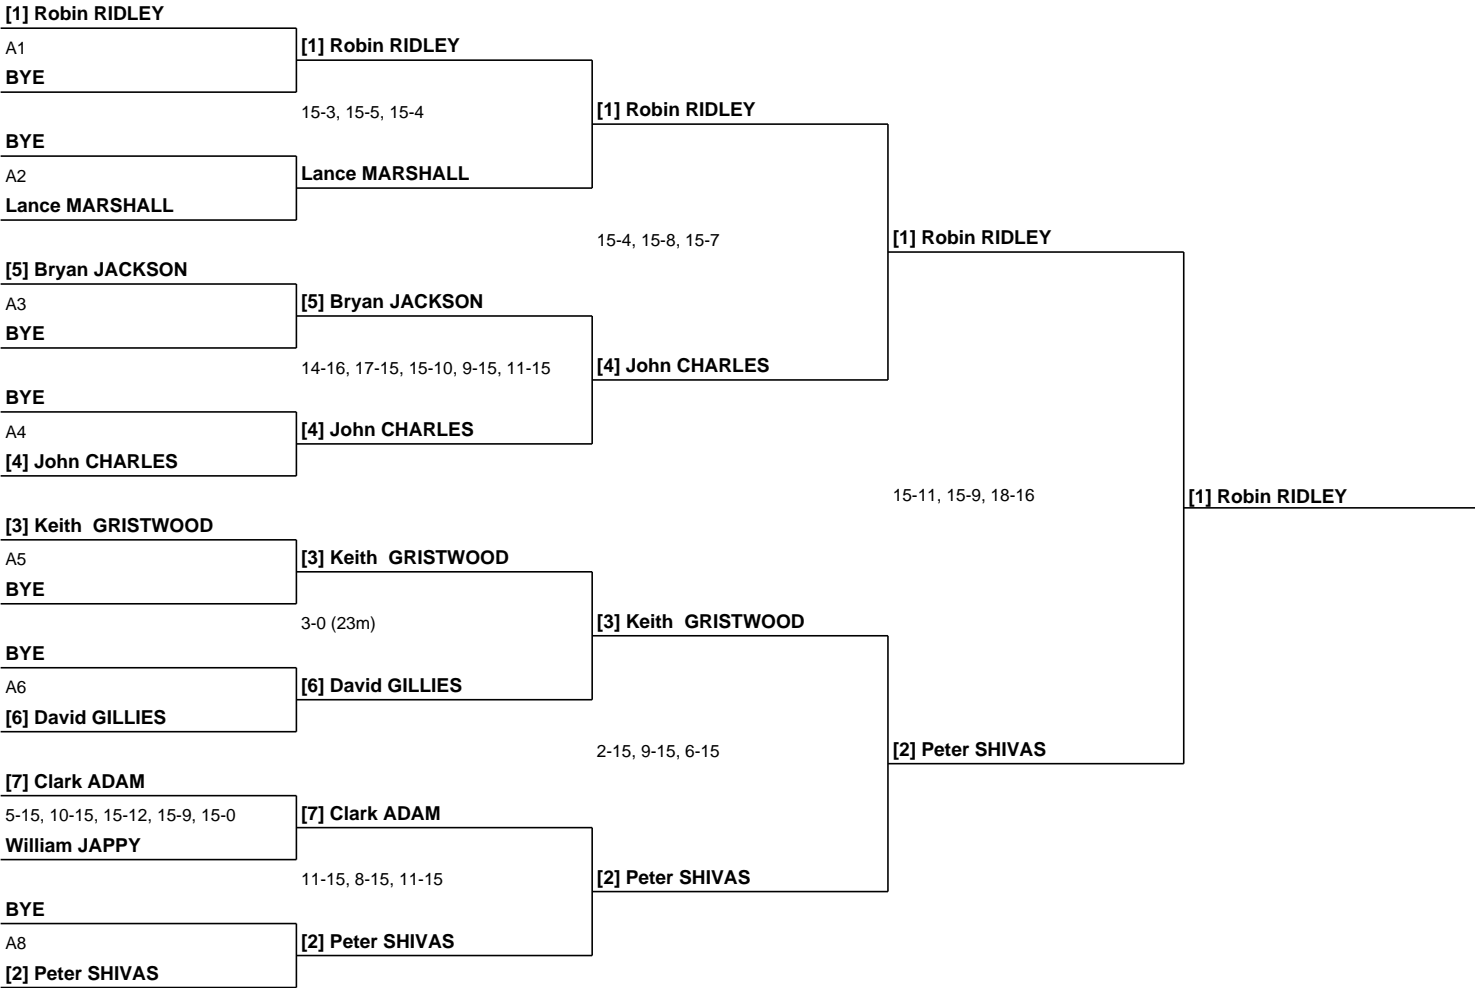 [1] Robin RIDLEY
A1
BYE
BYE
A2
Lance MARSHALL
[5] Bryan JACKSON
A3
BYE
BYE
A4
[4] John CHARLES
[3] Keith  GRISTWOOD
A5
BYE
BYE
A6
[6] David GILLIES
[7] Clark ADAM
5-15, 10-15, 15-12, 15-9, 15-0
William JAPPY
BYE
A8
[2] Peter SHIVAS
[1] Robin RIDLEY
15-3, 15-5, 15-4
Lance MARSHALL
[5] Bryan JACKSON
14-16, 17-15, 15-10, 9-15, 11-15
[4] John CHARLES
[3] Keith  GRISTWOOD
3-0 (23m)
[6] David GILLIES
[7] Clark ADAM
11-15, 8-15, 11-15
[2] Peter SHIVAS
[1] Robin RIDLEY
15-4, 15-8, 15-7
[4] John CHARLES
[3] Keith  GRISTWOOD
2-15, 9-15, 6-15
[2] Peter SHIVAS
[1] Robin RIDLEY
15-11, 15-9, 18-16
[2] Peter SHIVAS
[1] Robin RIDLEY